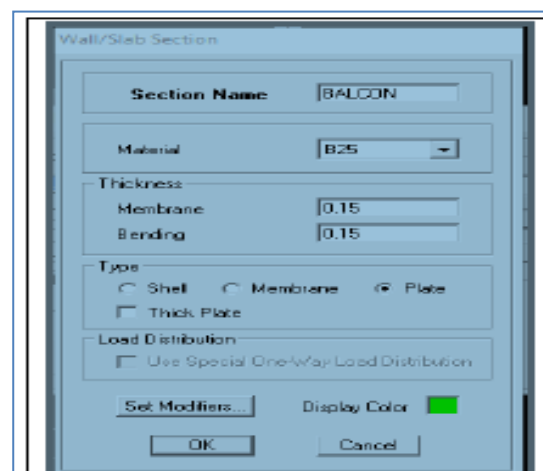 Wall/Slab Section
Section Name BALCON
Material B25
Thickness
Membrane 0.15
Bending 0.15
Type
Shell Membrane Plate
Thick Plate
Load Distribution
Use Special One-Way Load Distribution
Set Modifiers... Display Color
OK Cancel